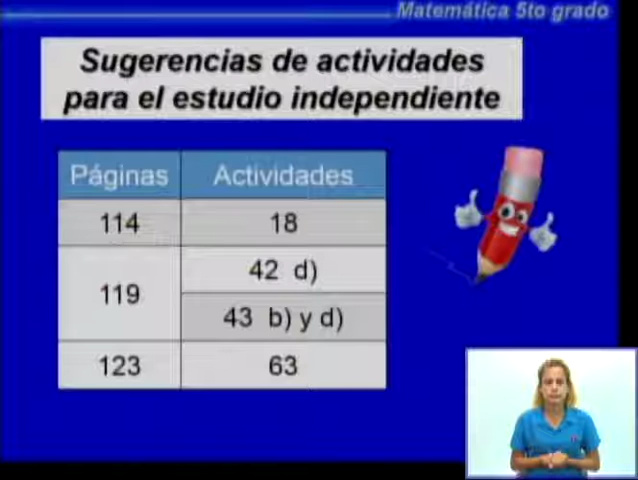 Matemática 5to grado
Sugerencias de actividades
para el estudio independiente
Páginas Actividades
114 18
119 42 d)
43 b) y d)
123 63